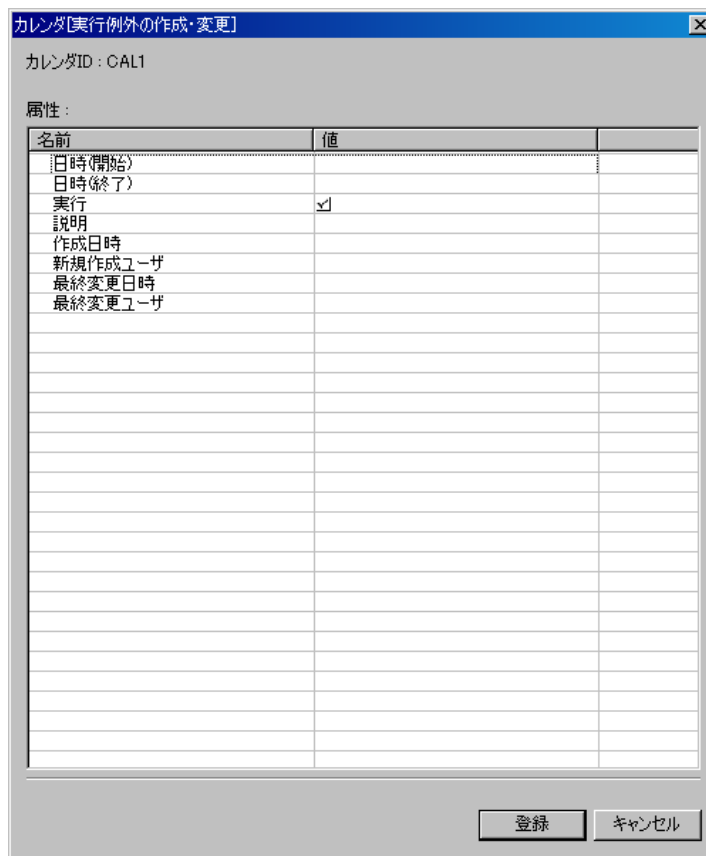 カレンダ[実行例外の作成・変更]
カレンダID : CAL1
属性 :
名前 値
日時(開始)
日時(終了)
実行
説明
作成日時
新規作成ユーザ
最終変更日時
最終変更ユーザ
登録 キャンセル